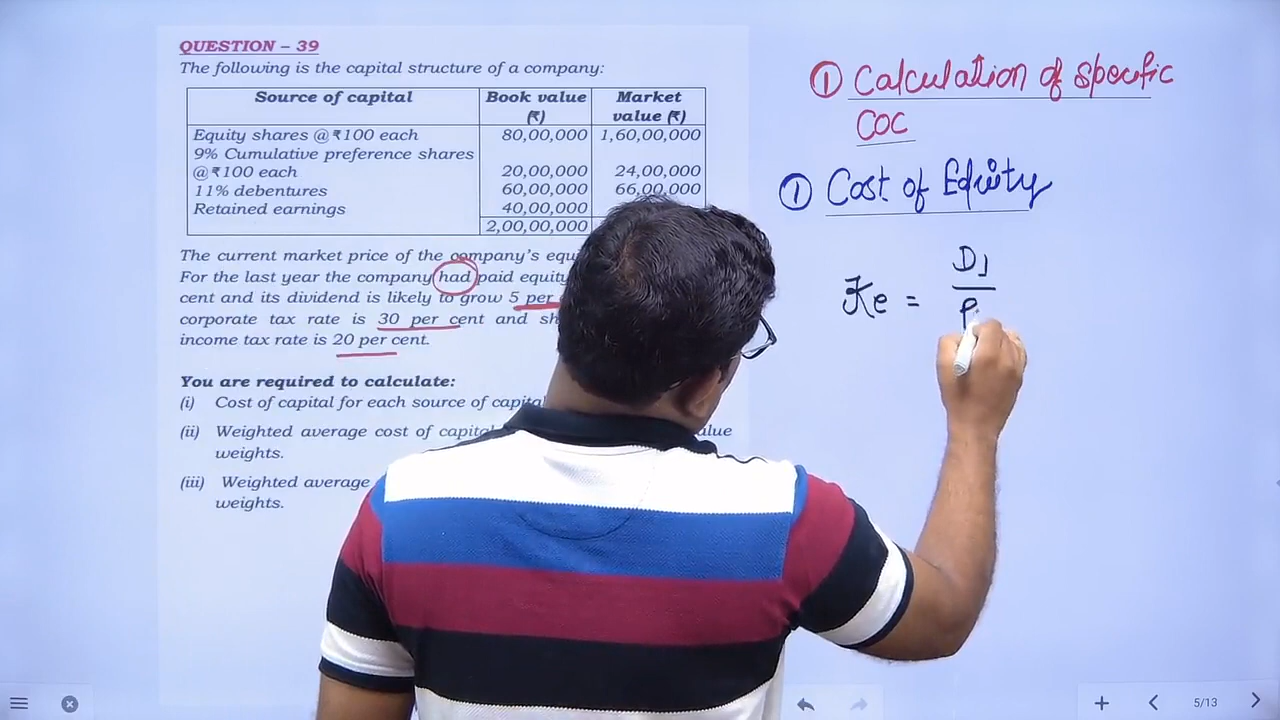 QUESTION – 39
The following is the capital structure of a company:
Source of capital Book value (₹) Market value (₹)
Equity shares @ ₹100 each 80,00,000 1,60,00,000
9% Cumulative preference shares
@ ₹100 each 20,00,000 24,00,000
11% debentures 60,00,000 66,00,000
Retained earnings 40,00,000
2,00,00,000
The current market price of the company's
For the last year the company had paid equity
cent and its dividend is likely to grow 5 per
corporate tax rate is 30 per cent and
income tax rate is 20 per cent.
You are required to calculate:
(i) Cost of capital for each source of
(ii) Weighted average cost of
weights.
(iii) Weighted average
weights.
① Calculation of specific
COC
① Cost of Equity
Ke = D1
P
5/13